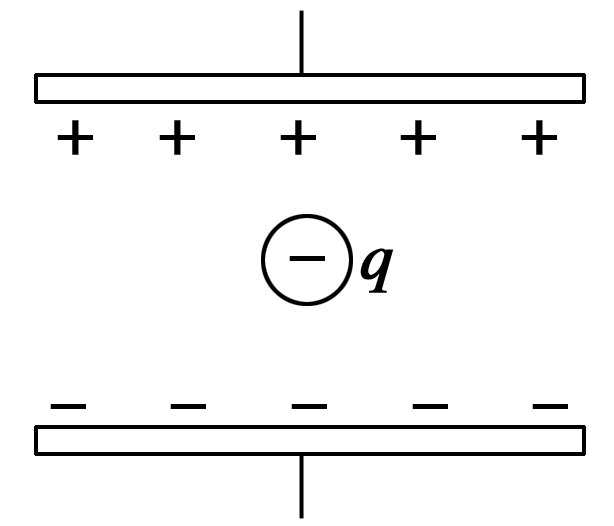 + + + + +
− q
− − − − −